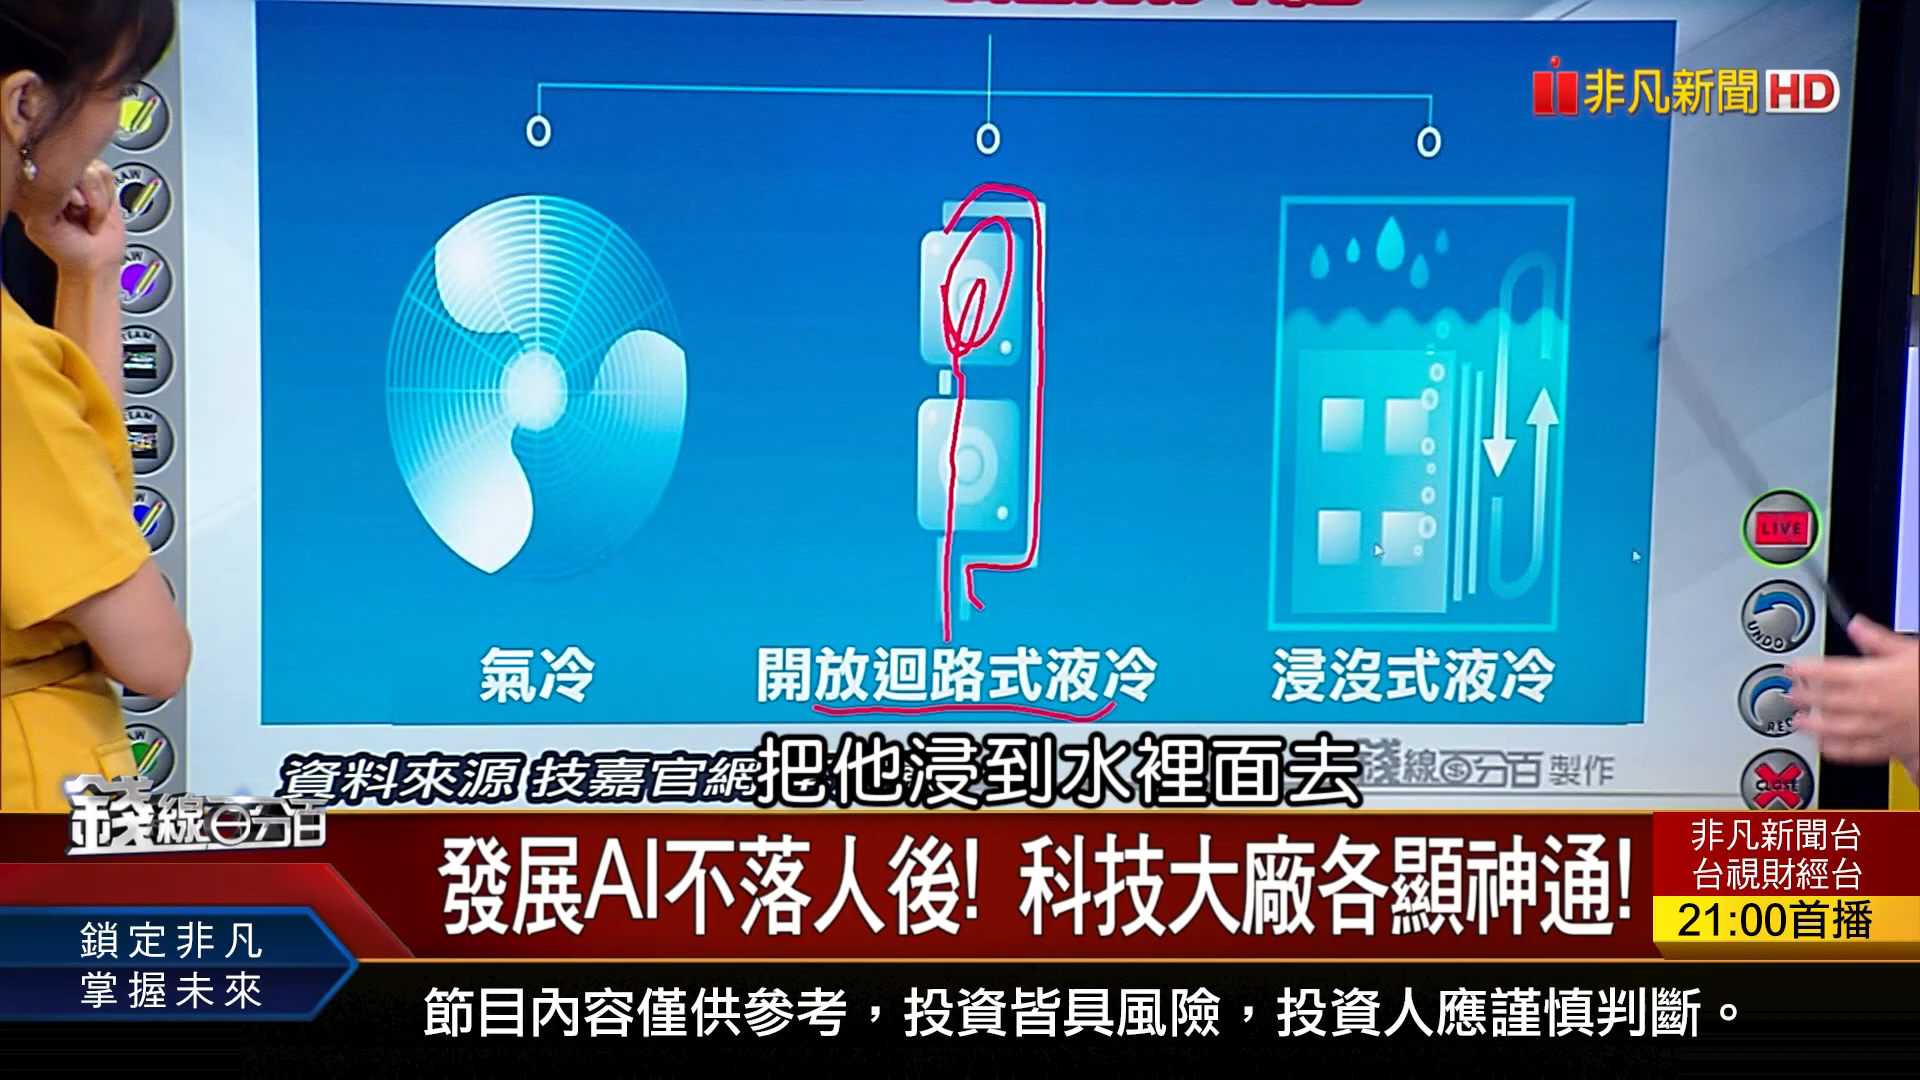 非凡新聞HD
DRAW
DRAW
DRAW
TEAM
TEAM
LIVE
UNDO
CLOSE
氣冷
開放迴路式液冷
浸沒式液冷
資料來源 技嘉官網
錢線百分百 製作
把他浸到水裡面去
錢線百分百
發展AI不落人後! 科技大廠各顯神通!
非凡新聞台
台視財經台
21:00首播
鎖定非凡
掌握未來
節目內容僅供參考，投資皆具風險，投資人應謹慎判斷。